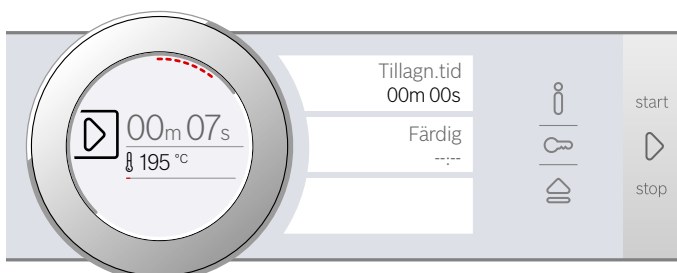 00m 07s
195 °C
Tillagn.tid
00m 00s
Färdig
--:--
start
stop